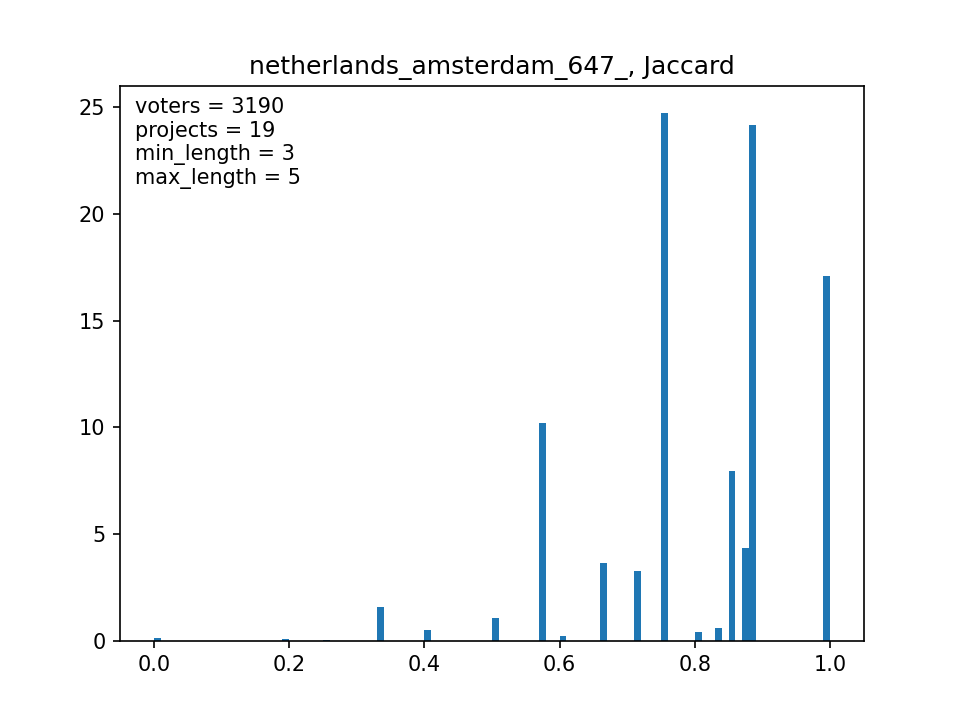 netherlands_amsterdam_647_, Jaccard
voters = 3190
projects = 19
min_length = 3
max_length = 5
25
20
15
10
5
0
0.0 0.2 0.4 0.6 0.8 1.0